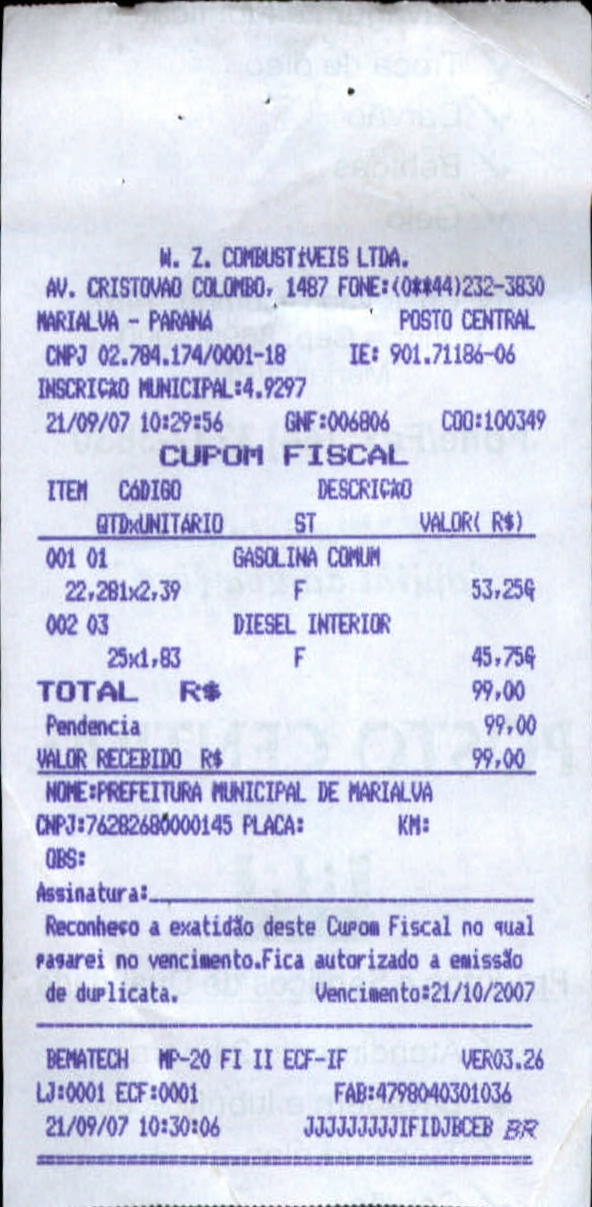 W. Z. COMBUSTíVEIS LTDA.
AV. CRISTOVAO COLOMBO, 1487 FONE:(0**44)232-3830
MARIALVA - PARANA POSTO CENTRAL
CNPJ 02.784.174/0001-18 IE: 901.71186-06
INSCRIÇÃO MUNICIPAL:4.9297
21/09/07 10:29:56 GNF:006806 COO:100349
CUPOM FISCAL
ITEM CóDIGO DESCRIÇÃO
QTDxUNITARIO ST VALOR( R$)
001 01 GASOLINA COMUM
22,281x2,39 F 53,25G
002 03 DIESEL INTERIOR
25x1,83 F 45,75G
TOTAL R$ 99,00
Pendencia 99,00
VALOR RECEBIDO R$ 99,00
NOME:PREFEITURA MUNICIPAL DE MARIALVA
CNPJ:76282680000145 PLACA: KM:
OBS:
Assinatura:
Reconheço a exatidão deste Cupom Fiscal no qual
pagarei no vencimento.Fica autorizado a emissão
de duplicata. Vencimento:21/10/2007
BEMATECH MP-20 FI II ECF-IF VER03.26
LJ:0001 ECF:0001 FAB:4798040301036
21/09/07 10:30:06 JJJJJJJJJIFIDJBCEB BR